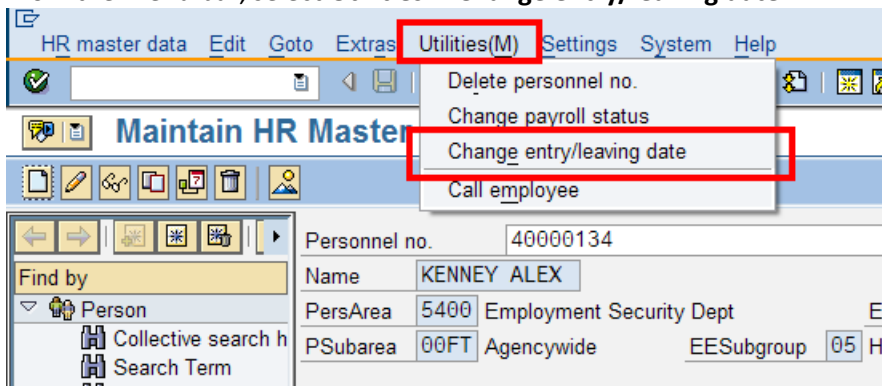 HR master data Edit Goto Extras Utilities(M) Settings System Help
Delete personnel no.
Change payroll status
Maintain HR Master
Change entry/leaving date
Call employee
Personnel no. 40000134
Find by
Name KENNEY ALEX
Person
PersArea 5400 Employment Security Dept E
Collective search h
PSubarea 00FT Agencywide EESubgroup 05 H
Search Term